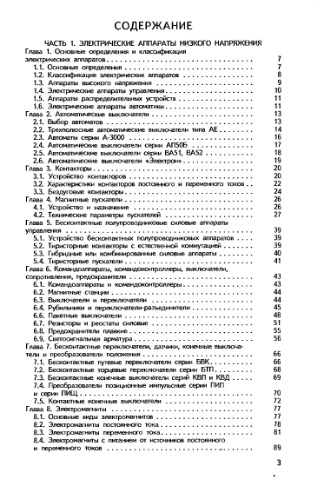 СОДЕРЖАНИЕ
ЧАСТЬ 1. ЭЛЕКТРИЧЕСКИЕ АППАРАТЫ НИЗКОГО НАПРЯЖЕНИЯ
Глава 1. Основные определения и классификация
электрических аппаратов 7
1.1. Основные определения 7
1.2. Классификация электрических аппаратов 8
1.3. Аппараты высокого напряжения 9
1.4. Электрические аппараты управления 10
1.5. Аппараты распределительных устройств 11
1.6. Электрические аппараты автоматики 11
Глава 2. Автоматические выключатели 13
2.1. Выбор автоматов 13
2.2. Трехполюсные автоматические выключатели типа АЕ 14
2.3. Автоматы серии А-3000 16
2.4. Автоматические выключатели серии АП50Б 17
2.5. Автоматические выключатели серии ВА51, ВА52 18
2.6. Автоматические выключатели «Электрон» 19
Глава 3. Контакторы 20
3.1. Устройство контакторов 20
3.2. Характеристики контакторов постоянного и переменного токов 22
3.3. Бездуговые контакторы 24
Глава 4. Магнитные пускатели 26
4.1. Устройство и назначение 26
4.2. Технические параметры пускателей 27
Глава 5. Бесконтактные полупроводниковые силовые аппараты
управления 39
5.1. Устройство бесконтактных полупроводниковых аппаратов 39
5.2. Тиристорные контакторы с естественной коммутацией 39
5.3. Гибридные или комбинированные силовые аппараты 40
5.4. Тиристорные пускатели 41
Глава 6. Командоаппараты, командоконтроллеры, выключатели,
сопротивления, предохранители 43
6.1. Командоаппараты и командоконтроллеры 43
6.2. Магнитные станции 44
6.3. Выключатели и переключатели 44
6.4. Рубильники и переключатели-разъединители 45
6.6. Пакетные выключатели 48
6.7. Резисторы и реостаты силовые 51
6.8. Предохранители плавкие 55
6.9. Светосигнальная арматура 56
Глава 7. Бесконтактные переключатели, датчики, конечные выключа-
тели и преобразователи положения 66
7.1. Бесконтактные путевые переключатели серии БВК 66
7.2. Бесконтактные торцевые переключатели серии БТП 68
7.3. Бесконтактные конечные выключатели серий КВП и КВД 69
7.4. Преобразователи позиционные импульсные серии ПИП
и серии ПИЩ 70
7.5. Контактные конечные выключатели 72
Глава 8. Электромагниты 77
8.1. Основные виды электромагнитов 77
8.2. Электромагниты постоянного тока 78
8.3. Электромагниты переменного тока 81
8.4. Электромагниты с питанием от источников постоянного
и переменного токов 89
3